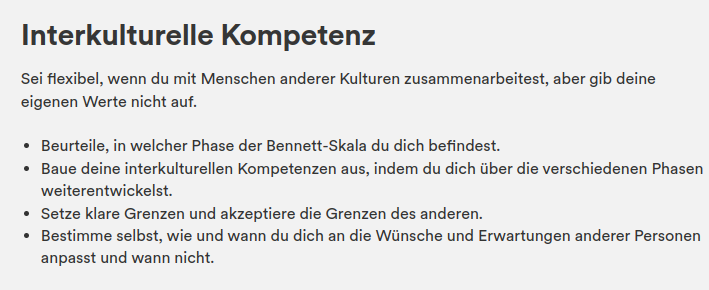 Interkulturelle Kompetenz
Sei flexibel, wenn du mit Menschen anderer Kulturen zusammenarbeitest, aber gib deine
eigenen Werte nicht auf.
• Beurteile, in welcher Phase der Bennett-Skala du dich befindest.
• Baue deine interkulturellen Kompetenzen aus, indem du dich über die verschiedenen Phasen
weiterentwickelst.
• Setze klare Grenzen und akzeptiere die Grenzen des anderen.
• Bestimme selbst, wie und wann du dich an die Wünsche und Erwartungen anderer Personen
anpasst und wann nicht.